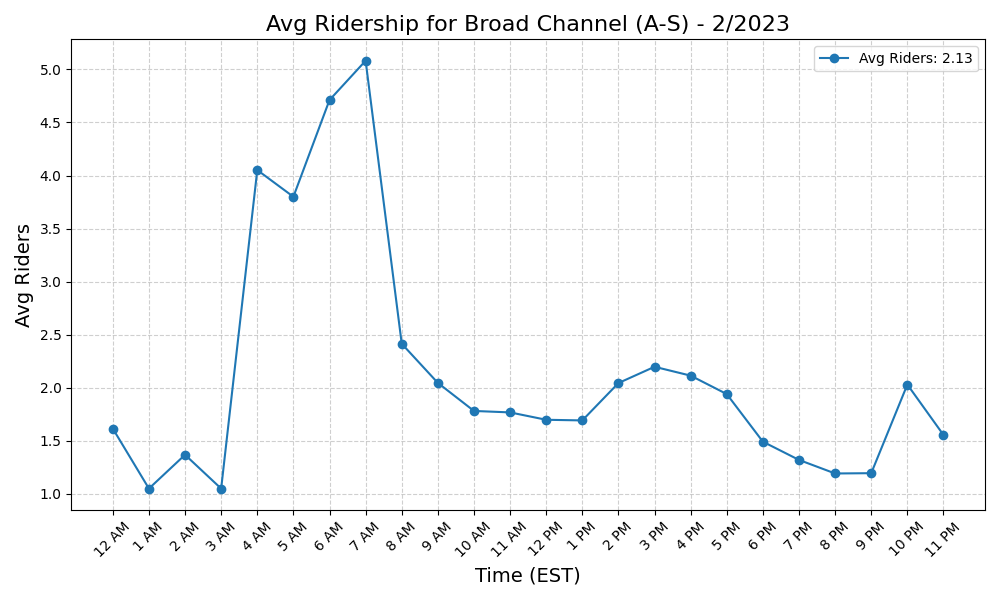 Avg Ridership for Broad Channel (A-S) - 2/2023
Avg Riders: 2.13
Avg Riders
5.0
4.5
4.0
3.5
3.0
2.5
2.0
1.5
1.0
12 AM
1 AM
2 AM
3 AM
4 AM
5 AM
6 AM
7 AM
8 AM
9 AM
10 AM
11 AM
12 PM
1 PM
2 PM
3 PM
4 PM
5 PM
6 PM
7 PM
8 PM
9 PM
10 PM
11 PM
Time (EST)